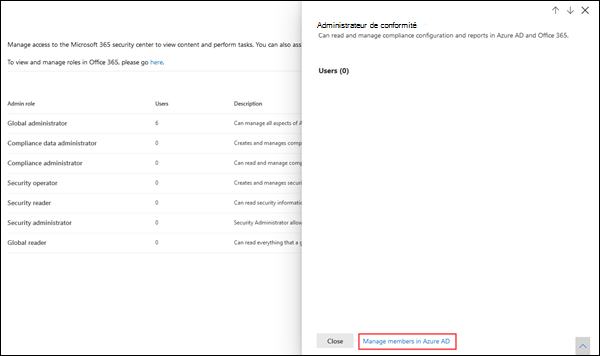 Manage access to the Microsoft 365 security center to view content and perform tasks. You can also ass
To view and manage roles in Office 365, please go here.
Admin role Users Description
Global administrator 6 Can manage all aspects of A
Compliance data administrator 0 Creates and manages comp
Compliance administrator 0 Can read and manage comp
Security operator 0 Creates and manages securi
Security reader 0 Can read security informatio
Security administrator 0 Security Administrator allow
Global reader 0 Can read everything that a g
Administrateur de conformité
Can read and manage compliance configuration and reports in Azure AD and Office 365.
Users (0)
Close Manage members in Azure AD